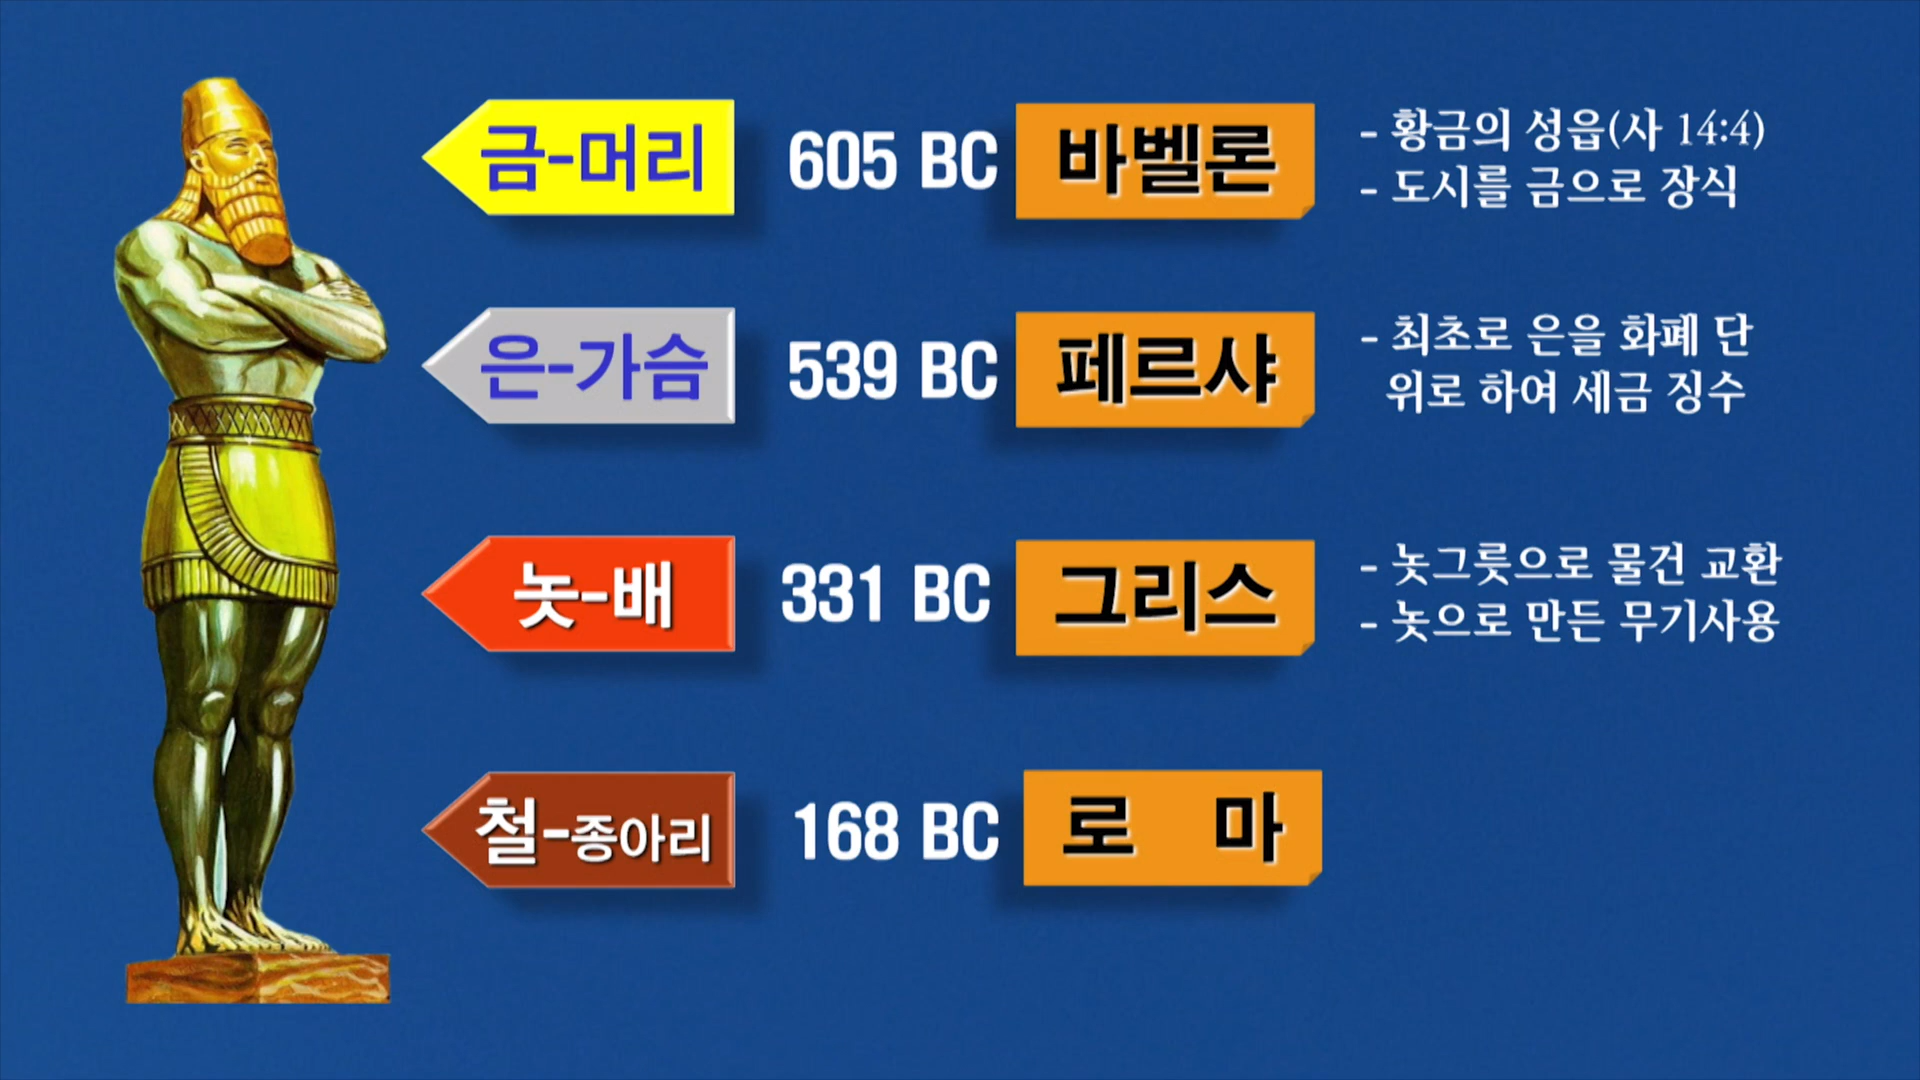 금-머리 605 BC 바벨론
- 황금의 성읍(사 14:4)
- 도시를 금으로 장식
은-가슴 539 BC 페르샤
- 최초로 은을 화폐 단
위로 하여 세금 징수
놋-배 331 BC 그리스
- 놋그릇으로 물건 교환
- 놋으로 만든 무기사용
철-종아리 168 BC 로 마